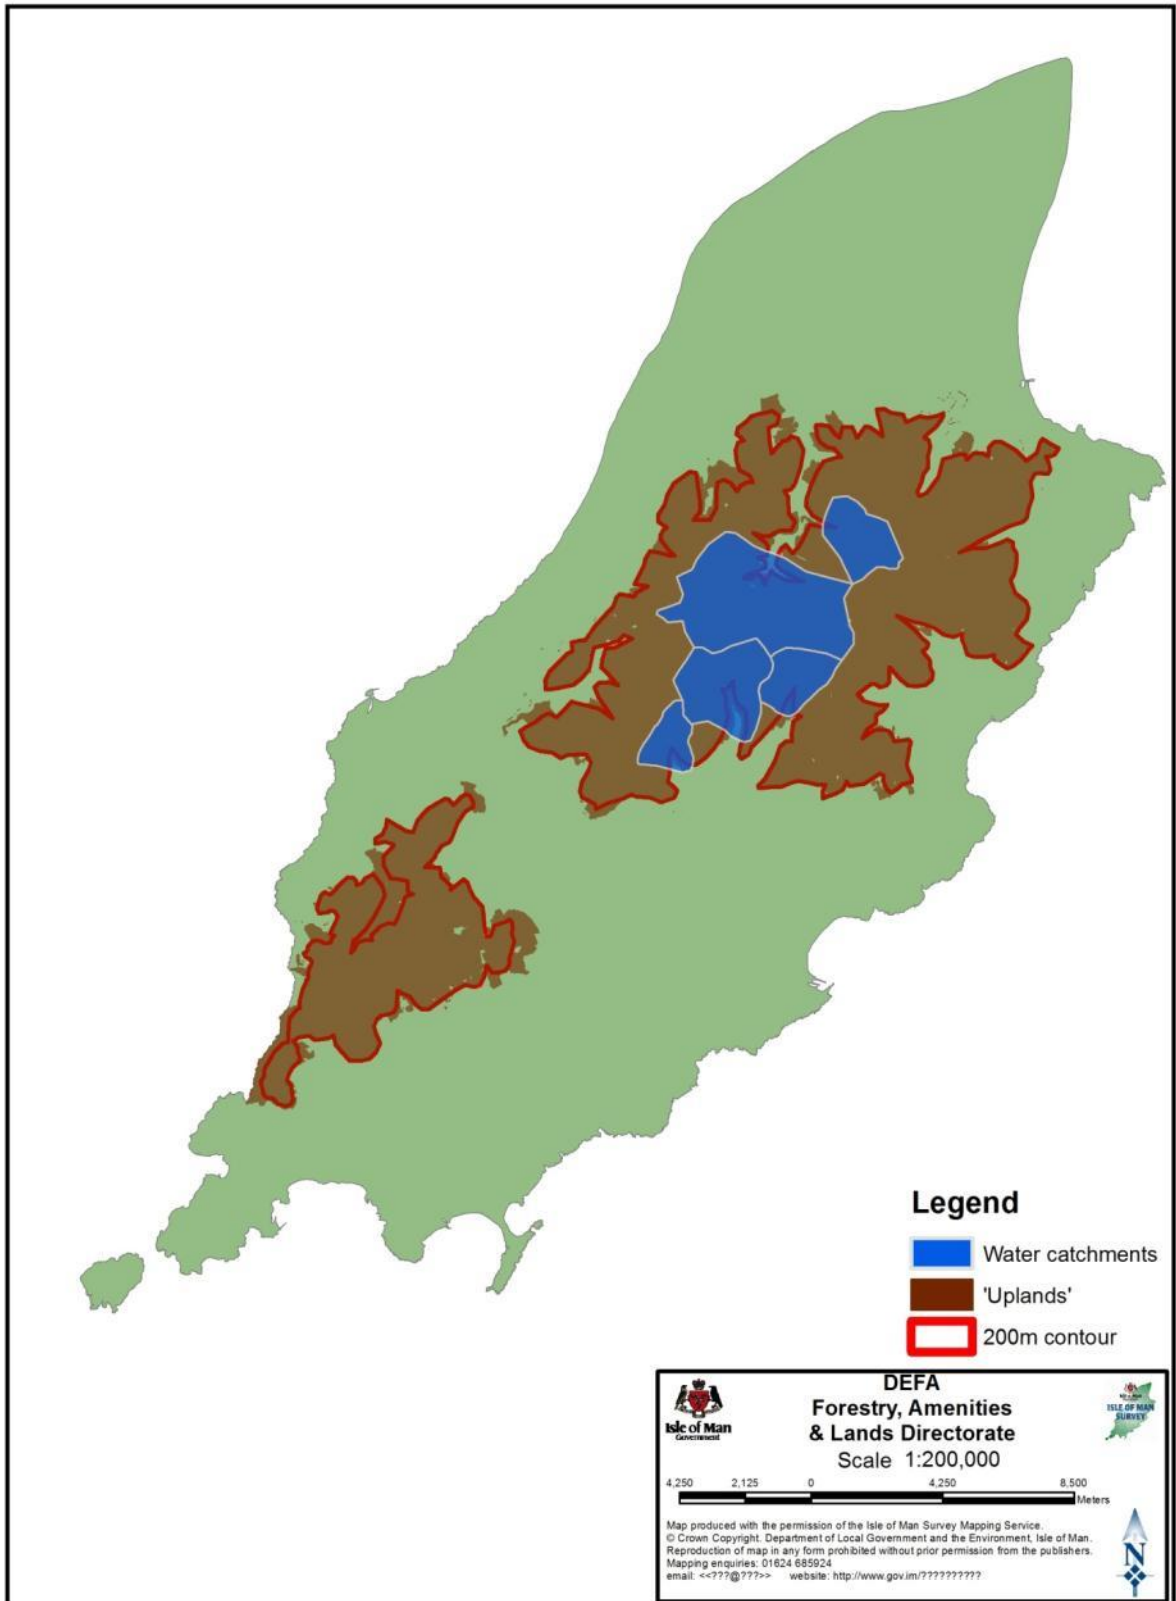 Legend
Water catchments
'Uplands'
200m contour
DEFA
Forestry, Amenities
& Lands Directorate
Scale 1:200,000
Isle of Man
Government
ISLE OF MAN
SURVEY
4,250 2,125 0 4,250 8,500
Meters
Map produced with the permission of the Isle of Man Survey Mapping Service.
© Crown Copyright. Department of Local Government and the Environment, Isle of Man.
Reproduction of map in any form prohibited without prior permission from the publishers.
Mapping enquiries: 01624 685924
email: <<???@???>> website: http://www.gov.im/??????????
N